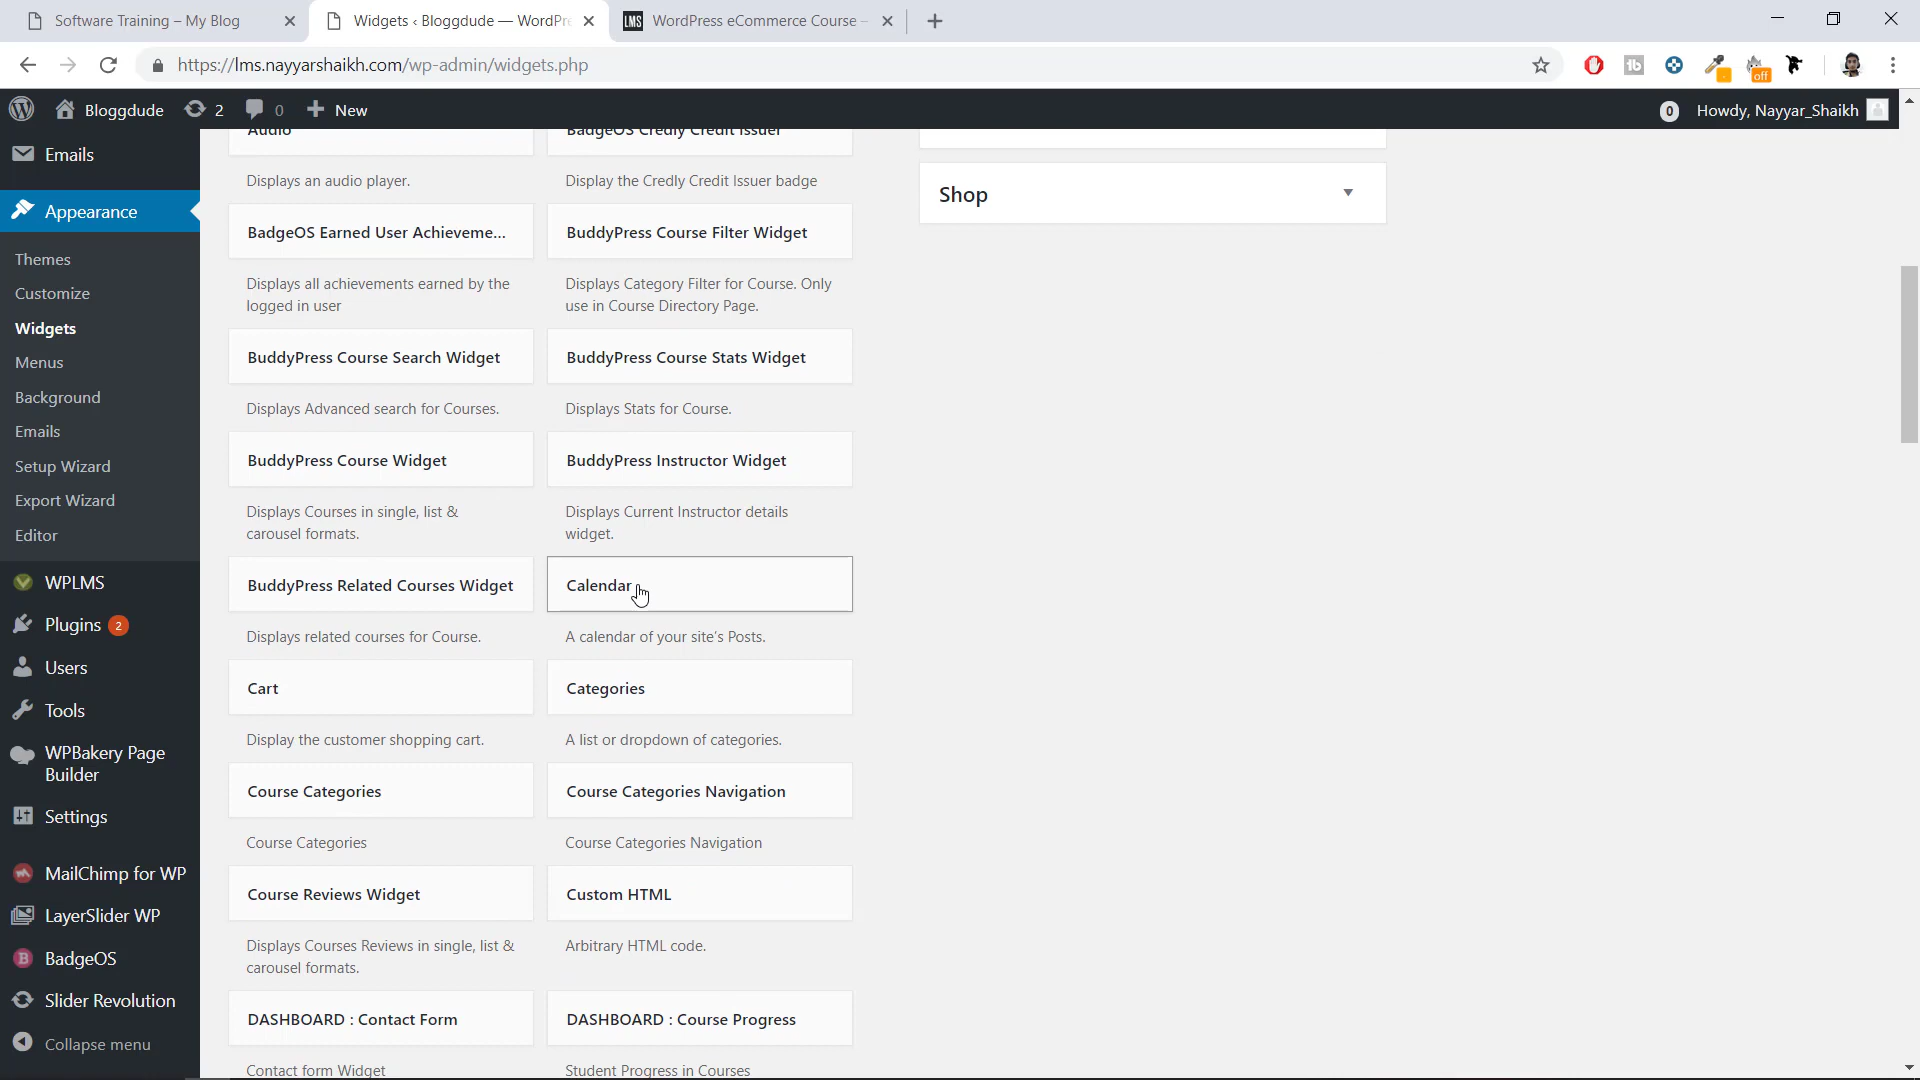 Software Training – My Blog
Widgets ‹ Bloggdude — WordPr
LMS
WordPress eCommerce Course –
https://lms.nayyarshaikh.com/wp-admin/widgets.php
off
Bloggdude
2
0
New
0
Howdy, Nayyar_Shaikh
Emails
Appearance
Themes
Customize
Widgets
Menus
Background
Emails
Setup Wizard
Export Wizard
Editor
WPLMS
Plugins 2
Users
Tools
WPBakery Page
Builder
Settings
MailChimp for WP
LayerSlider WP
BadgeOS
Slider Revolution
Collapse menu
Audio
BadgeOS Credly Credit Issuer
Displays an audio player.
Display the Credly Credit Issuer badge
BadgeOS Earned User Achieveme...
BuddyPress Course Filter Widget
Displays all achievements earned by the
logged in user
Displays Category Filter for Course. Only
use in Course Directory Page.
BuddyPress Course Search Widget
BuddyPress Course Stats Widget
Displays Advanced search for Courses.
Displays Stats for Course.
BuddyPress Course Widget
BuddyPress Instructor Widget
Displays Courses in single, list &
carousel formats.
Displays Current Instructor details
widget.
BuddyPress Related Courses Widget
Calendar
Displays related courses for Course.
A calendar of your site's Posts.
Cart
Categories
Display the customer shopping cart.
A list or dropdown of categories.
Course Categories
Course Categories Navigation
Course Categories
Course Categories Navigation
Course Reviews Widget
Custom HTML
Displays Courses Reviews in single, list &
carousel formats.
Arbitrary HTML code.
DASHBOARD : Contact Form
DASHBOARD : Course Progress
Contact form Widget
Student Progress in Courses
Shop